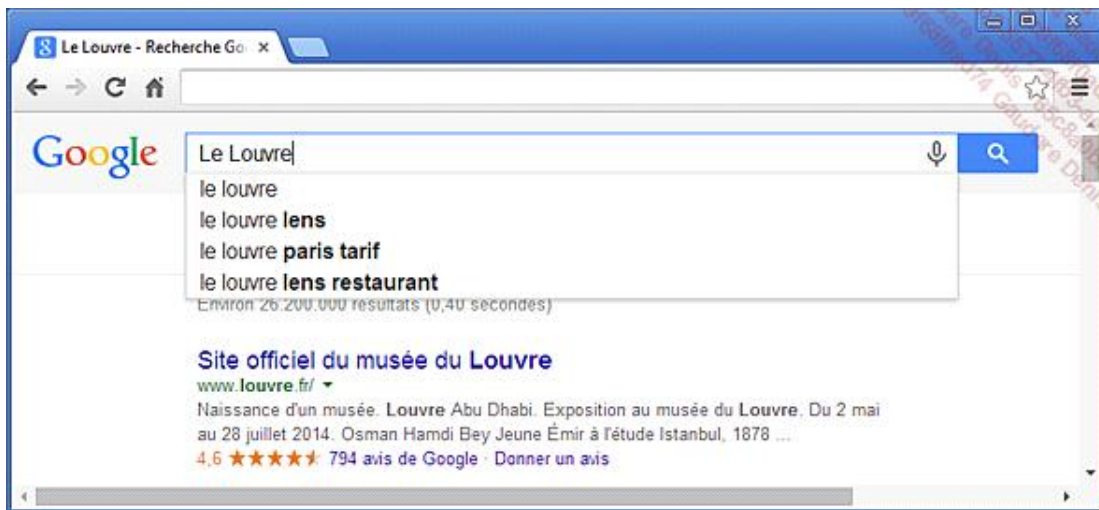 Le Louvre - Recherche Go
Google
Le Louvre
le louvre
le louvre lens
le louvre paris tarif
le louvre lens restaurant
Environ 26.200.000 résultats (0,40 secondes)
Site officiel du musée du Louvre
www.louvre.fr/
Naissance d'un musée. Louvre Abu Dhabi. Exposition au musée du Louvre. Du 2 mai
au 28 juillet 2014. Osman Hamdi Bey Jeune Émir à l'étude Istanbul, 1878 ...
4,6 794 avis de Google · Donner un avis